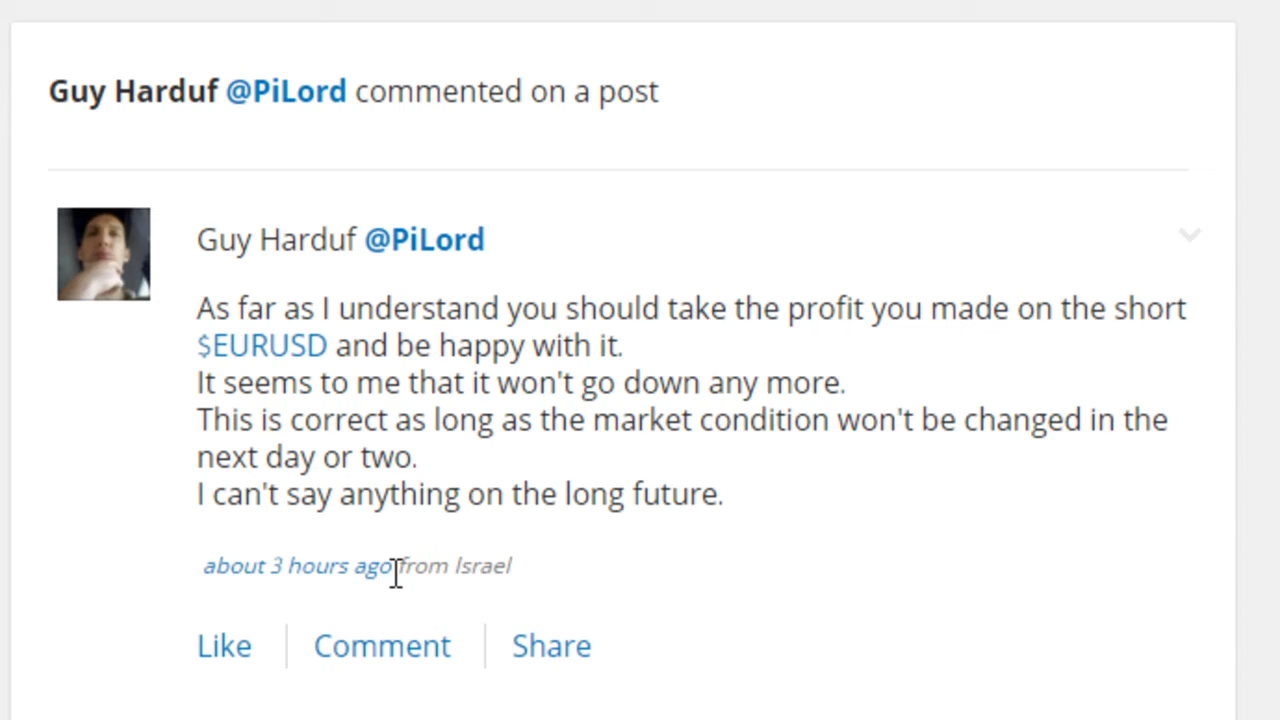 Guy Harduf @PiLord commented on a post
Guy Harduf @PiLord
As far as I understand you should take the profit you made on the short
$EURUSD and be happy with it.
It seems to me that it won't go down any more.
This is correct as long as the market condition won't be changed in the
next day or two.
I can't say anything on the long future.
about 3 hours ago from Israel
Like Comment Share